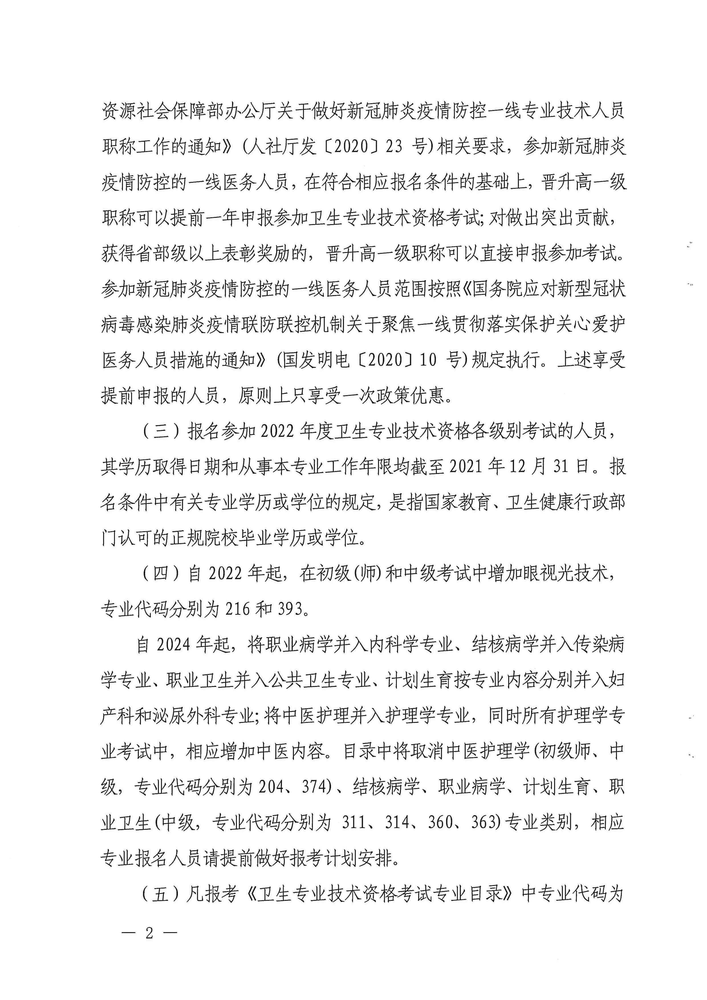 资源社会保障部办公厅关于做好新冠肺炎疫情防控一线专业技术人员
职称工作的通知》(人社厅发〔2020〕23 号)相关要求，参加新冠肺炎
疫情防控的一线医务人员，在符合相应报名条件的基础上，晋升高一级
职称可以提前一年申报参加卫生专业技术资格考试；对做出突出贡献，
获得省部级以上表彰奖励的，晋升高一级职称可以直接申报参加考试。
参加新冠肺炎疫情防控的一线医务人员范围按照《国务院应对新型冠状
病毒感染肺炎疫情联防联控机制关于聚焦一线贯彻落实保护关心爱护
医务人员措施的通知》(国发明电〔2020〕10 号)规定执行。上述享受
提前申报的人员，原则上只享受一次政策优惠。
（三）报名参加 2022 年度卫生专业技术资格各级别考试的人员，
其学历取得日期和从事本专业工作年限均截至 2021 年 12 月 31 日。报
名条件中有关专业学历或学位的规定，是指国家教育、卫生健康行政部
门认可的正规院校毕业学历或学位。
（四）自 2022 年起，在初级(师)和中级考试中增加眼视光技术，
专业代码分别为 216 和 393。
自 2024 年起，将职业病学并入内科学专业、结核病学并入传染病
学专业、职业卫生并入公共卫生专业、计划生育按专业内容分别并入妇
产科和泌尿外科专业；将中医护理并入护理学专业，同时所有护理学专
业考试中，相应增加中医内容。目录中将取消中医护理学(初级师、中
级，专业代码分别为 204、374)、结核病学、职业病学、计划生育、职
业卫生(中级，专业代码分别为 311、314、360、363)专业类别，相应
专业报名人员请提前做好报考计划安排。
（五）凡报考《卫生专业技术资格考试专业目录》中专业代码为
— 2 —